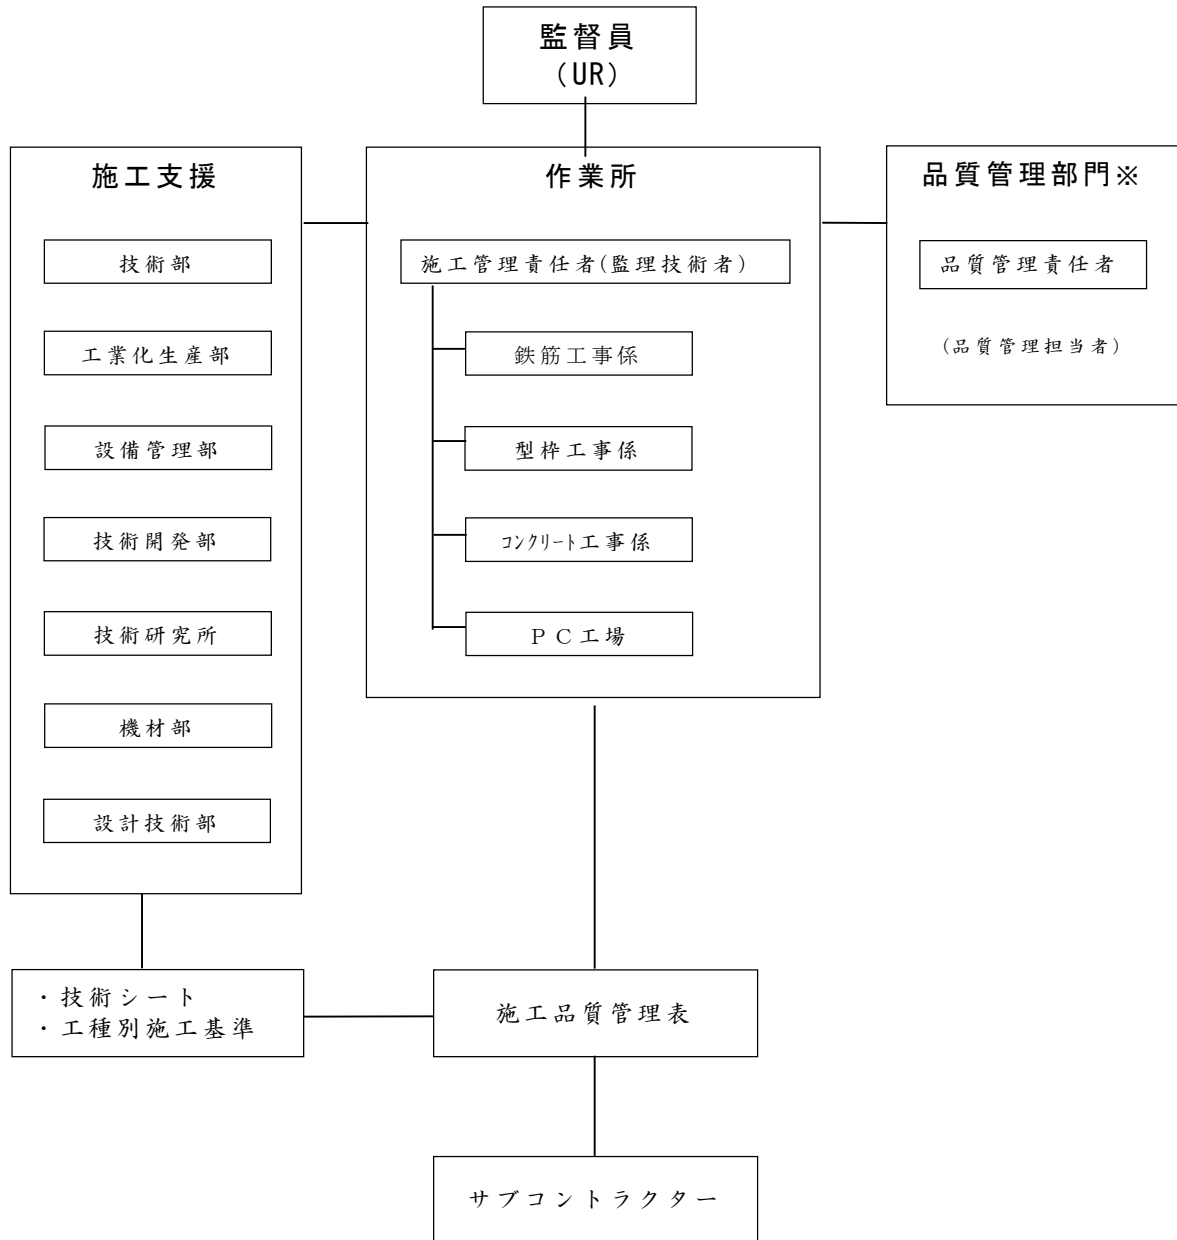 監督員
(UR)
施工支援
技術部
工業化生産部
設備管理部
技術開発部
技術研究所
機材部
設計技術部
作業所
施工管理責任者(監理技術者)
鉄筋工事係
型枠工事係
コンクリート工事係
ＰＣ工場
品質管理部門※
品質管理責任者
(品質管理担当者)
・技術シート
・工種別施工基準
施工品質管理表
サブコントラクター